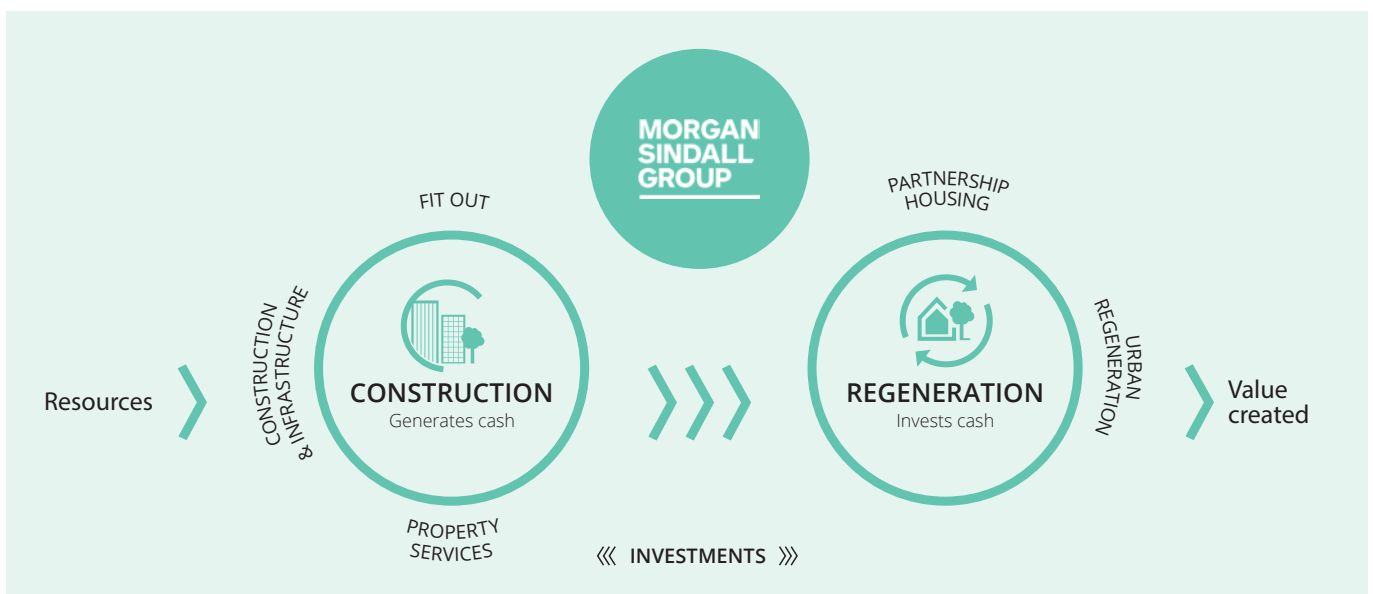 MORGAN
SINDALL
GROUP
FIT OUT
CONSTRUCTION
& INFRASTRUCTURE
CONSTRUCTION
Generates cash
PROPERTY
SERVICES
Resources
PARTNERSHIP
HOUSING
REGENERATION
Invests cash
URBAN
REGENERATION
Value
created
INVESTMENTS